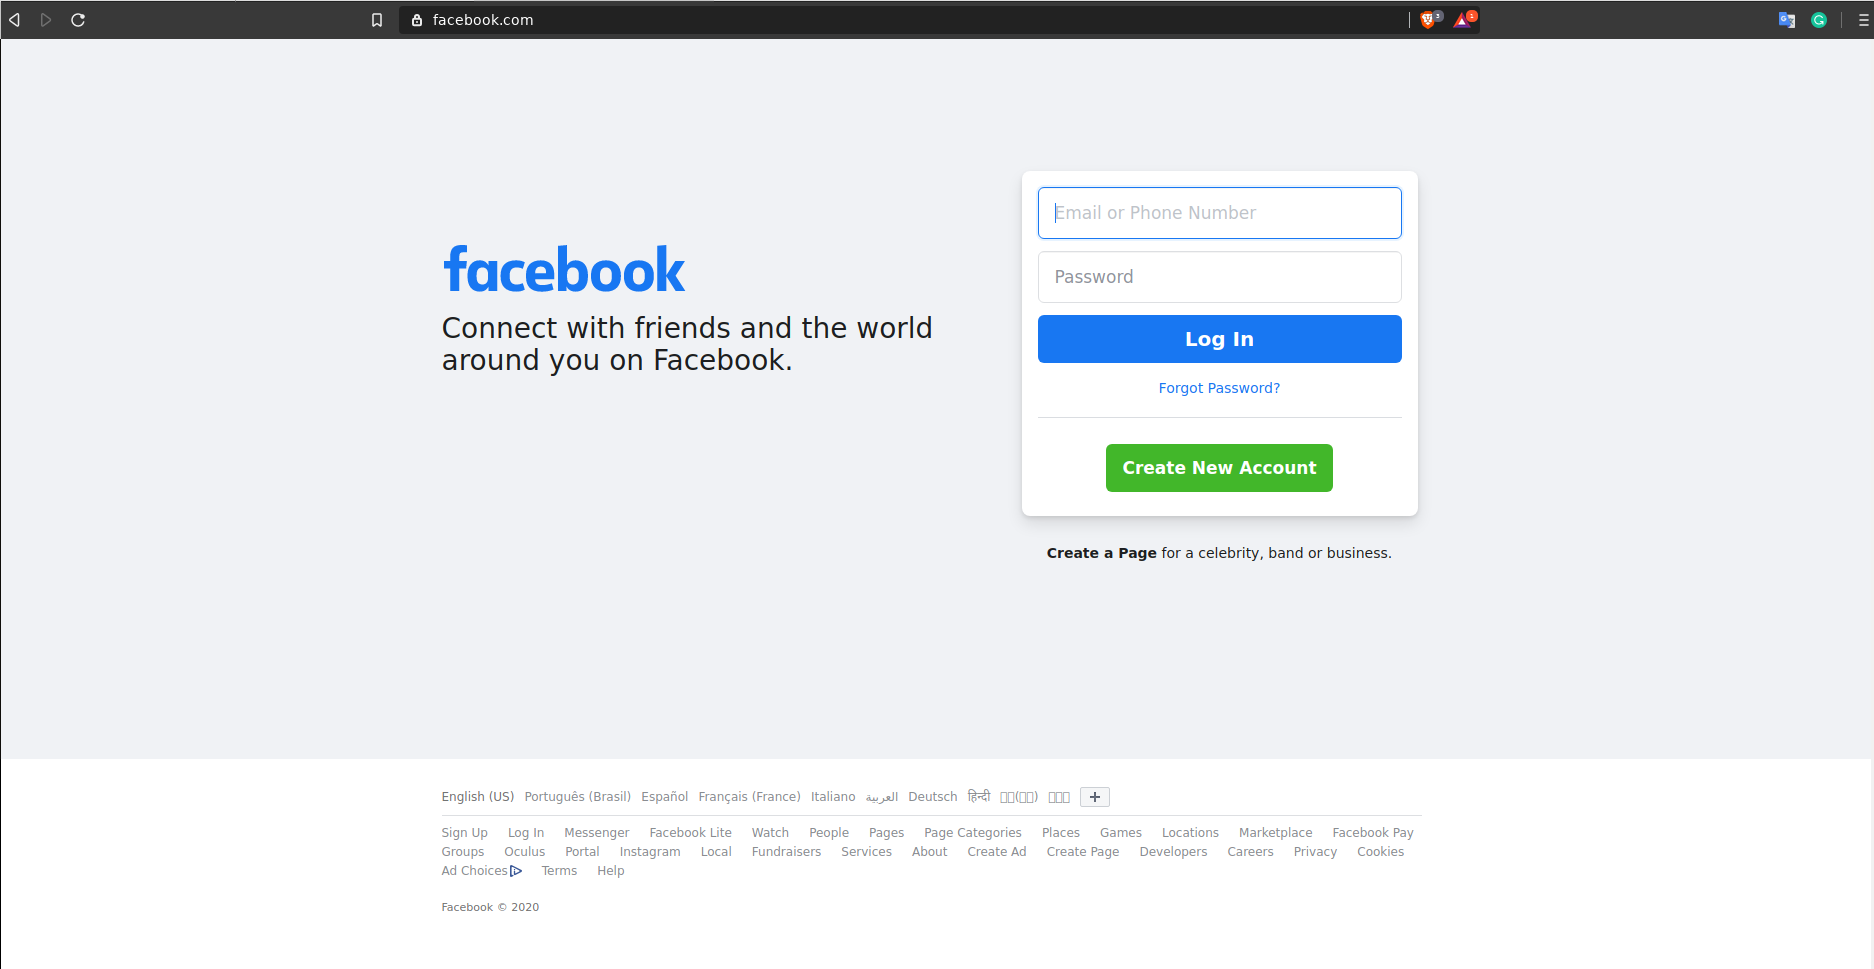 facebook.com
3
1
Email or Phone Number
facebook
Password
Connect with friends and the world
around you on Facebook.
Log In
Forgot Password?
Create New Account
Create a Page for a celebrity, band or business.
English (US) Português (Brasil) Español Français (France) Italiano العربية Deutsch हिन्दी
Sign Up Log In Messenger Facebook Lite Watch People Pages Page Categories Places Games Locations Marketplace Facebook Pay
Groups Oculus Portal Instagram Local Fundraisers Services About Create Ad Create Page Developers Careers Privacy Cookies
Ad Choices Terms Help
Facebook © 2020